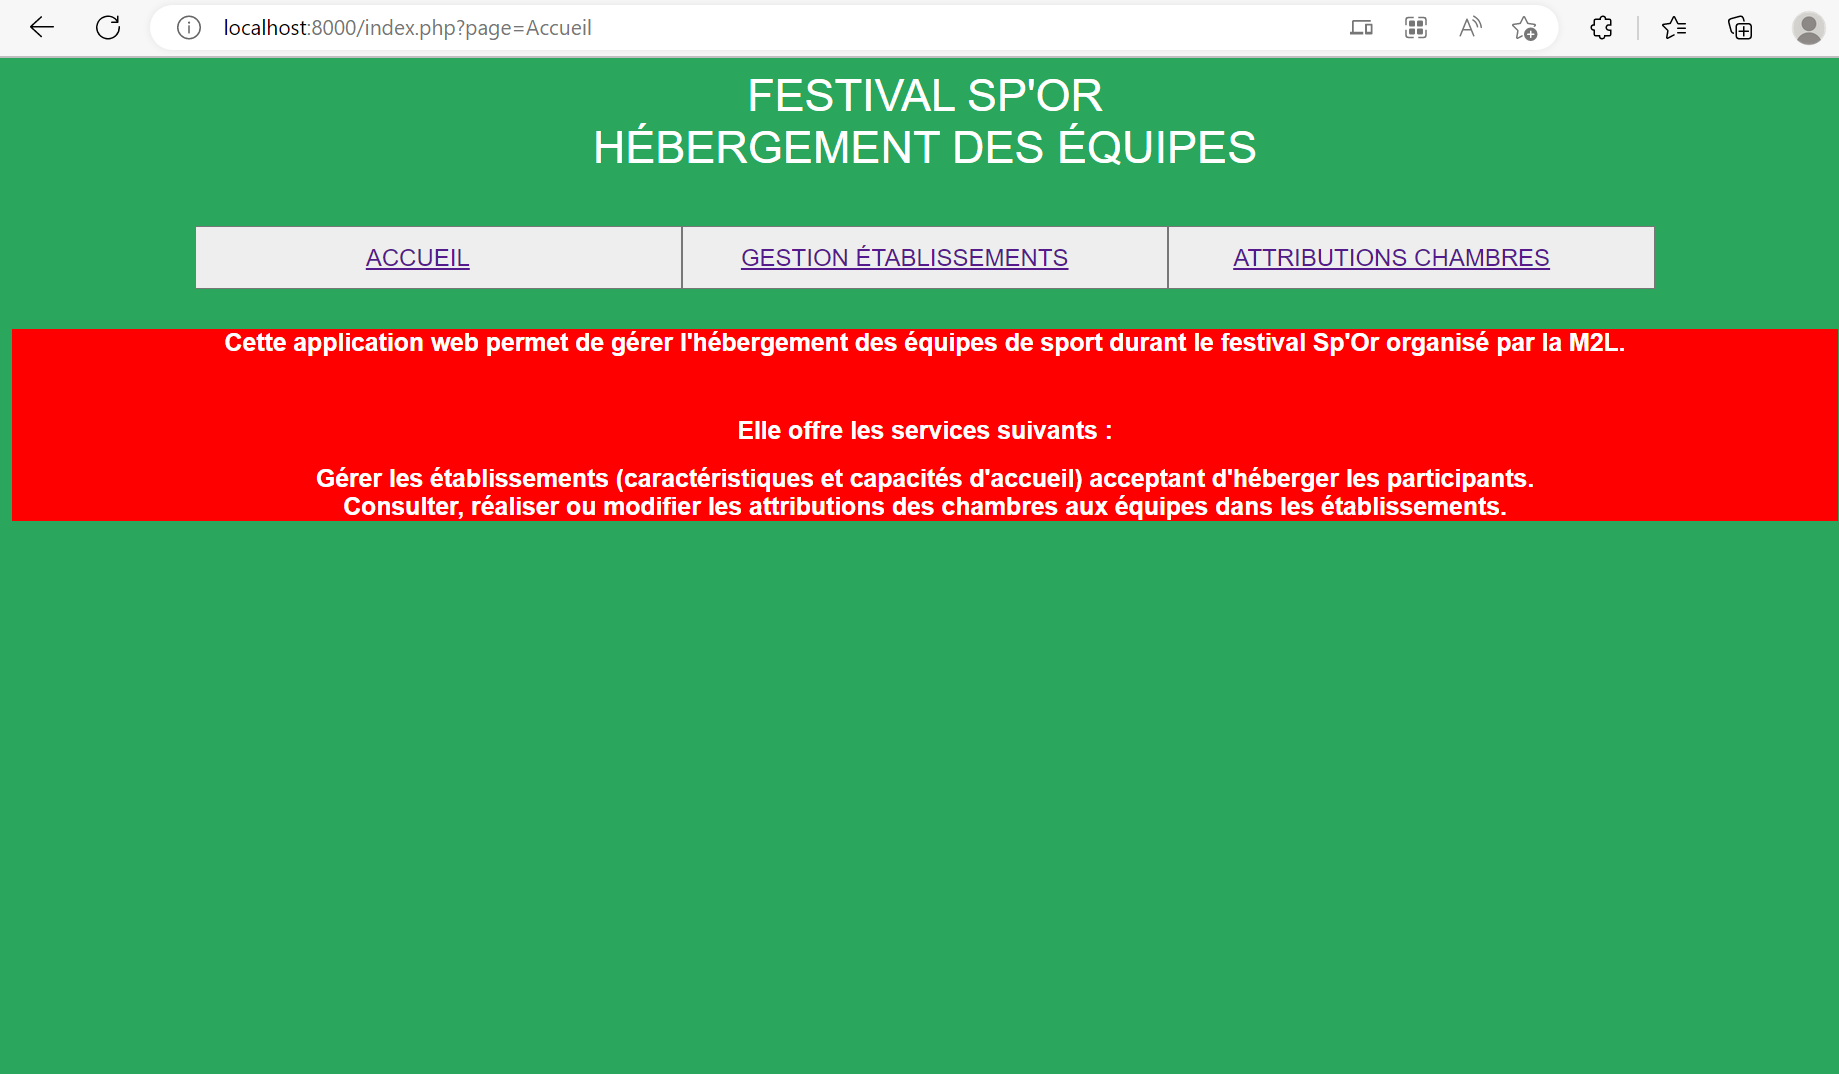 localhost:8000/index.php?page=Accueil
FESTIVAL SP'OR
HÉBERGEMENT DES ÉQUIPES
ACCUEIL
GESTION ÉTABLISSEMENTS
ATTRIBUTIONS CHAMBRES
Cette application web permet de gérer l'hébergement des équipes de sport durant le festival Sp'Or organisé par la M2L.
Elle offre les services suivants :
Gérer les établissements (caractéristiques et capacités d'accueil) acceptant d'héberger les participants.
Consulter, réaliser ou modifier les attributions des chambres aux équipes dans les établissements.